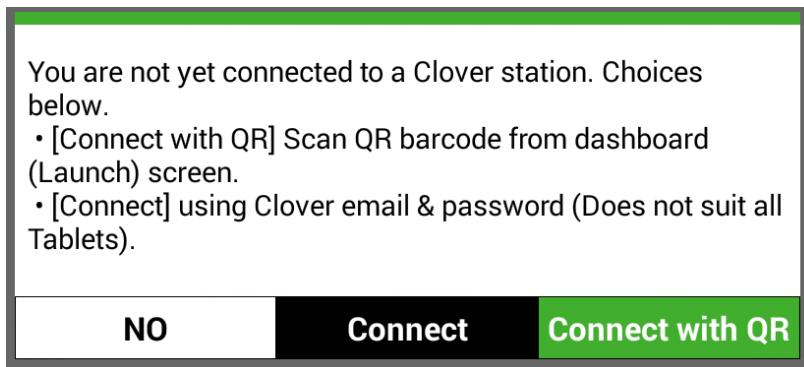 You are not yet connected to a Clover station. Choices
below.
• [Connect with QR] Scan QR barcode from dashboard
(Launch) screen.
• [Connect] using Clover email & password (Does not suit all
Tablets).
NO Connect Connect with QR